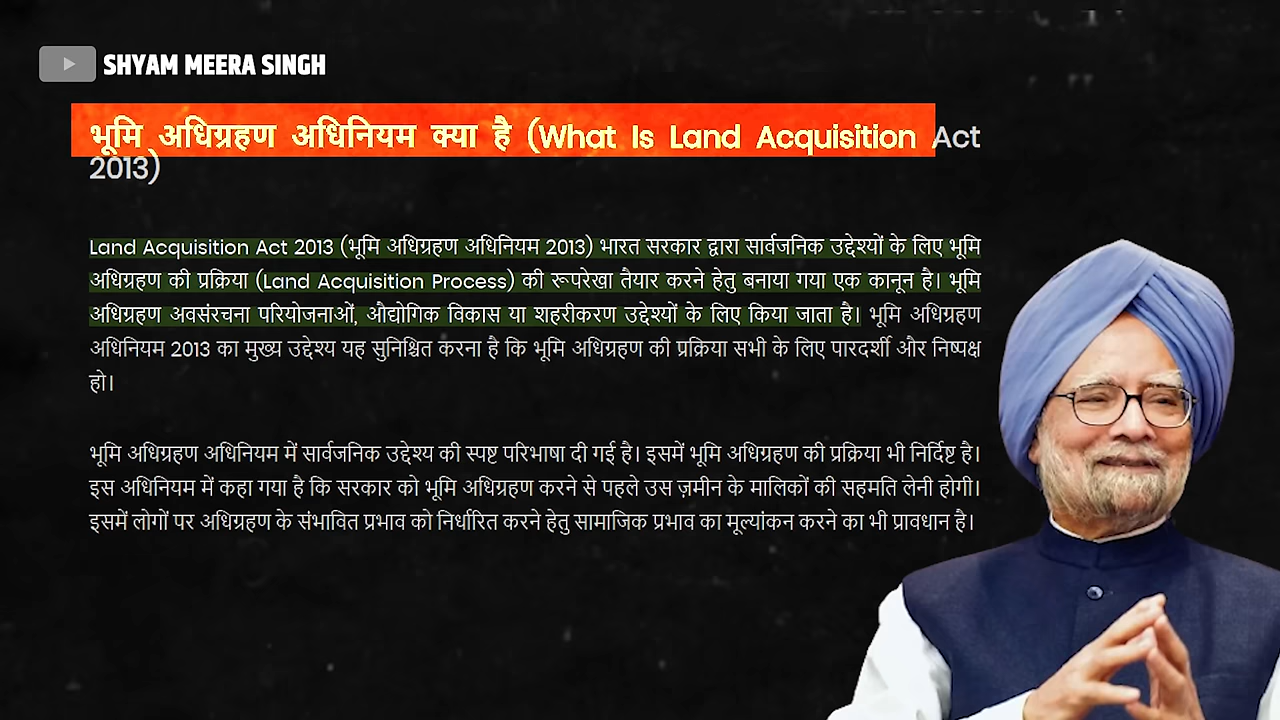 SHYAM MEERA SINGH
भूमि अधिग्रहण अधिनियम क्या है (What Is Land Acquisition Act
2013)
Land Acquisition Act 2013 (भूमि अधिग्रहण अधिनियम 2013) भारत सरकार द्वारा सार्वजनिक उद्देश्यों के लिए भूमि
अधिग्रहण की प्रक्रिया (Land Acquisition Process) की रूपरेखा तैयार करने हेतु बनाया गया एक कानून है। भूमि
अधिग्रहण अवसंरचना परियोजनाओं, औद्योगिक विकास या शहरीकरण उद्देश्यों के लिए किया जाता है। भूमि अधिग्रहण
अधिनियम 2013 का मुख्य उद्देश्य यह सुनिश्चित करना है कि भूमि अधिग्रहण की प्रक्रिया सभी के लिए पारदर्शी और निष्पक्ष
हो।
भूमि अधिग्रहण अधिनियम में सार्वजनिक उद्देश्य की स्पष्ट परिभाषा दी गई है। इसमें भूमि अधिग्रहण की प्रक्रिया भी निर्दिष्ट है।
इस अधिनियम में कहा गया है कि सरकार को भूमि अधिग्रहण करने से पहले उस ज़मीन के मालिकों की सहमति लेनी होगी।
इसमें लोगों पर अधिग्रहण के संभावित प्रभाव को निर्धारित करने हेतु सामाजिक प्रभाव का मूल्यांकन करने का भी प्रावधान है।